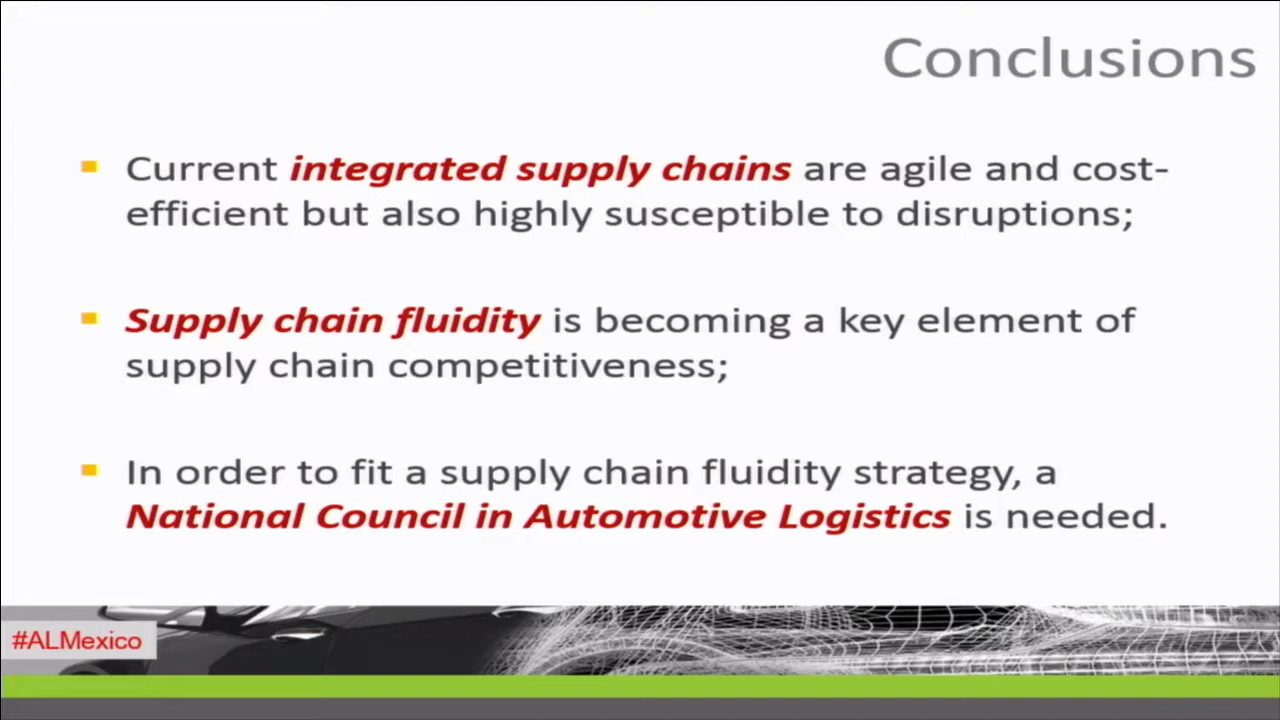 Conclusions
Current integrated supply chains are agile and cost-
efficient but also highly susceptible to disruptions;
Supply chain fluidity is becoming a key element of
supply chain competitiveness;
In order to fit a supply chain fluidity strategy, a
National Council in Automotive Logistics is needed.
#ALMexico